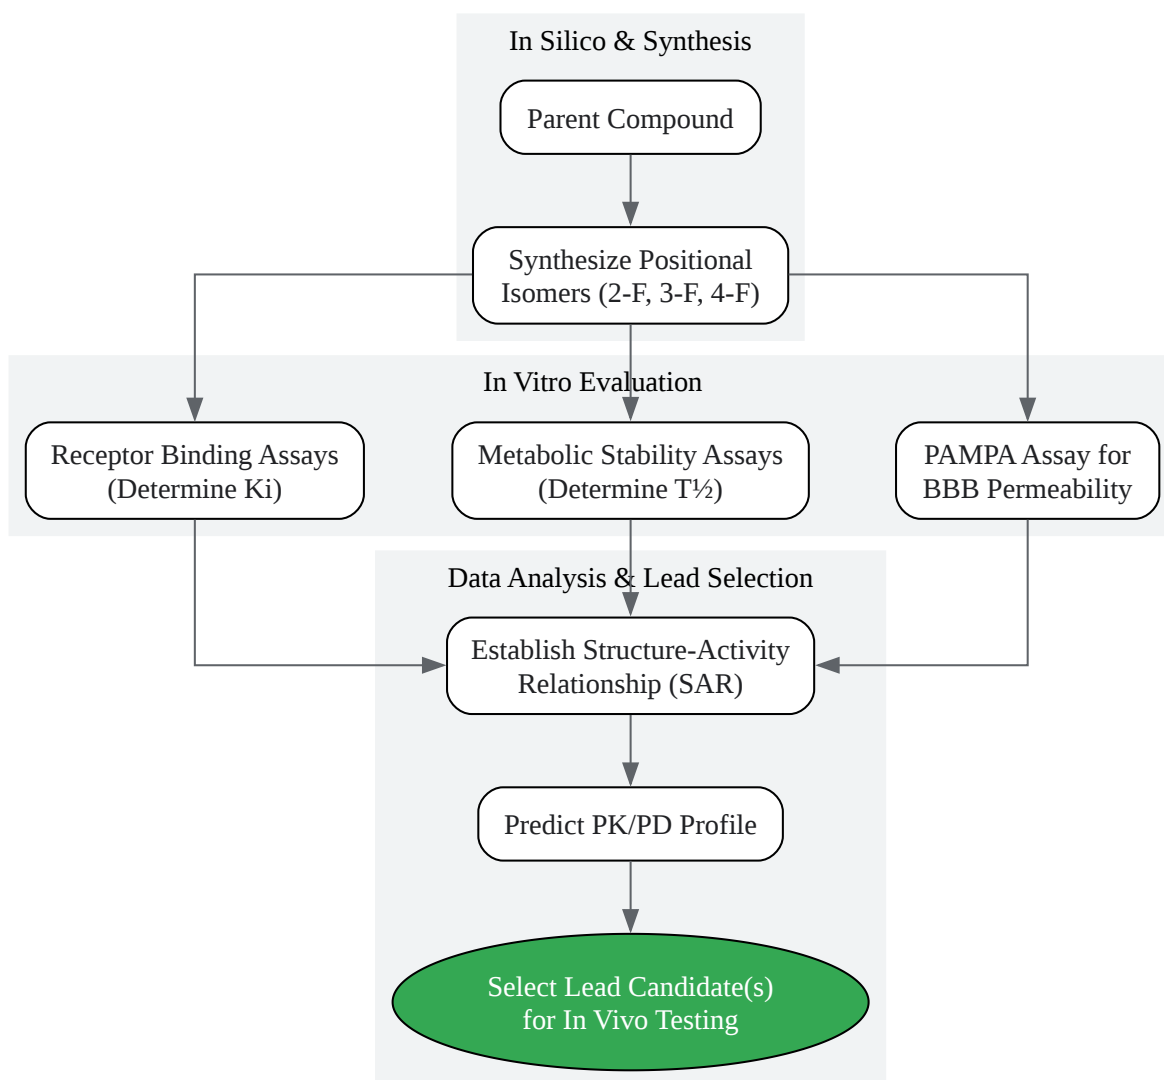 In Silico & Synthesis
Parent Compound
Synthesize Positional
Isomers (2-F, 3-F, 4-F)
In Vitro Evaluation
Receptor Binding Assays
(Determine Ki)
Metabolic Stability Assays
(Determine T½)
PAMPA Assay for
BBB Permeability
Data Analysis & Lead Selection
Establish Structure-Activity
Relationship (SAR)
Predict PK/PD Profile
Select Lead Candidate(s)
for In Vivo Testing